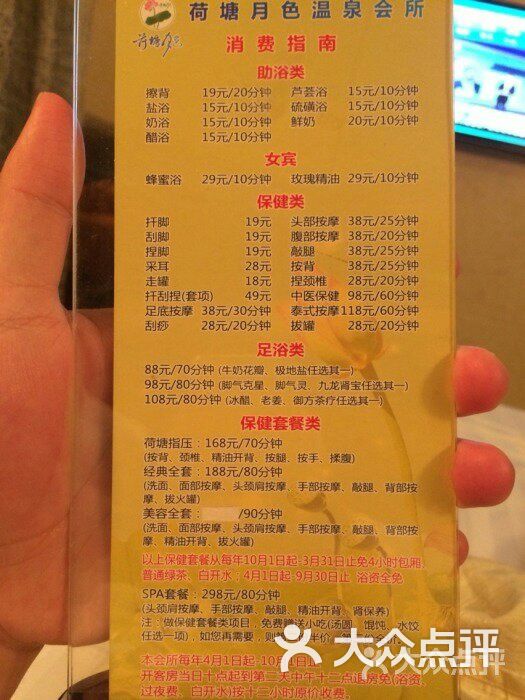 荷塘月色温泉会所
荷塘月色
消费指南
助浴类
擦背 19元/20分钟 芦荟浴 15元/10分钟
盐浴 15元/10分钟 硫磺浴 15元/10分钟
奶浴 15元/10分钟 鲜奶 20元/10分钟
醋浴 15元/10分钟
女宾
蜂蜜浴 29元/10分钟 玫瑰精油 29元/10分钟
保健类
扦脚 19元 头部按摩 38元/25分钟
刮脚 19元 腹部按摩 38元/25分钟
捏脚 19元 敲腿 38元/25分钟
采耳 28元 按背 38元/25分钟
走罐 18元 捏颈椎 28元/20分钟
扦刮捏(套项) 49元 中医保健 98元/60分钟
足底按摩 38元/30分钟 泰式按摩 118元/60分钟
刮痧 28元/20分钟 拔罐 28元/20分钟
足浴类
88元/70分钟 (牛奶花瓣、极地盐任选其一)
98元/80分钟 (脚气克星、脚气灵、九龙肾宝任选其一)
108元/80分钟 (冰醋、老姜、御方茶疗任选其一)
保健套餐类
荷塘指压：168元/70分钟
(按背、颈椎、精油开背、按腿、按手、揉腹)
经典全套：188元/80分钟
(洗面、面部按摩、头颈肩按摩、手部按摩、敲腿、背部按
摩、拔火罐)
美容全套： /90分钟
(洗面、面部按摩、头颈肩按摩、手部按摩、敲腿、背部按
摩、精油开背、拔火罐)
以上保健套餐从每年10月1日起-3月31日止免4小时包厢、
普通绿茶、白开水；4月1日起-9月30日止 浴资全免
SPA套餐：298元/80分钟
(头颈肩按摩、手部按摩、敲腿、精油开背、肾保养)
注：做保健套餐类项目，免费赠送小吃(汤圆、馄饨、水饺
任选一项)，如您再需要，则 半价
本会所每年4月1日起-10月 日止
开客房当日十点起到第二天中午十二点退房免(浴资
过夜费、白开水)按十二小时原价收费。
大众点评